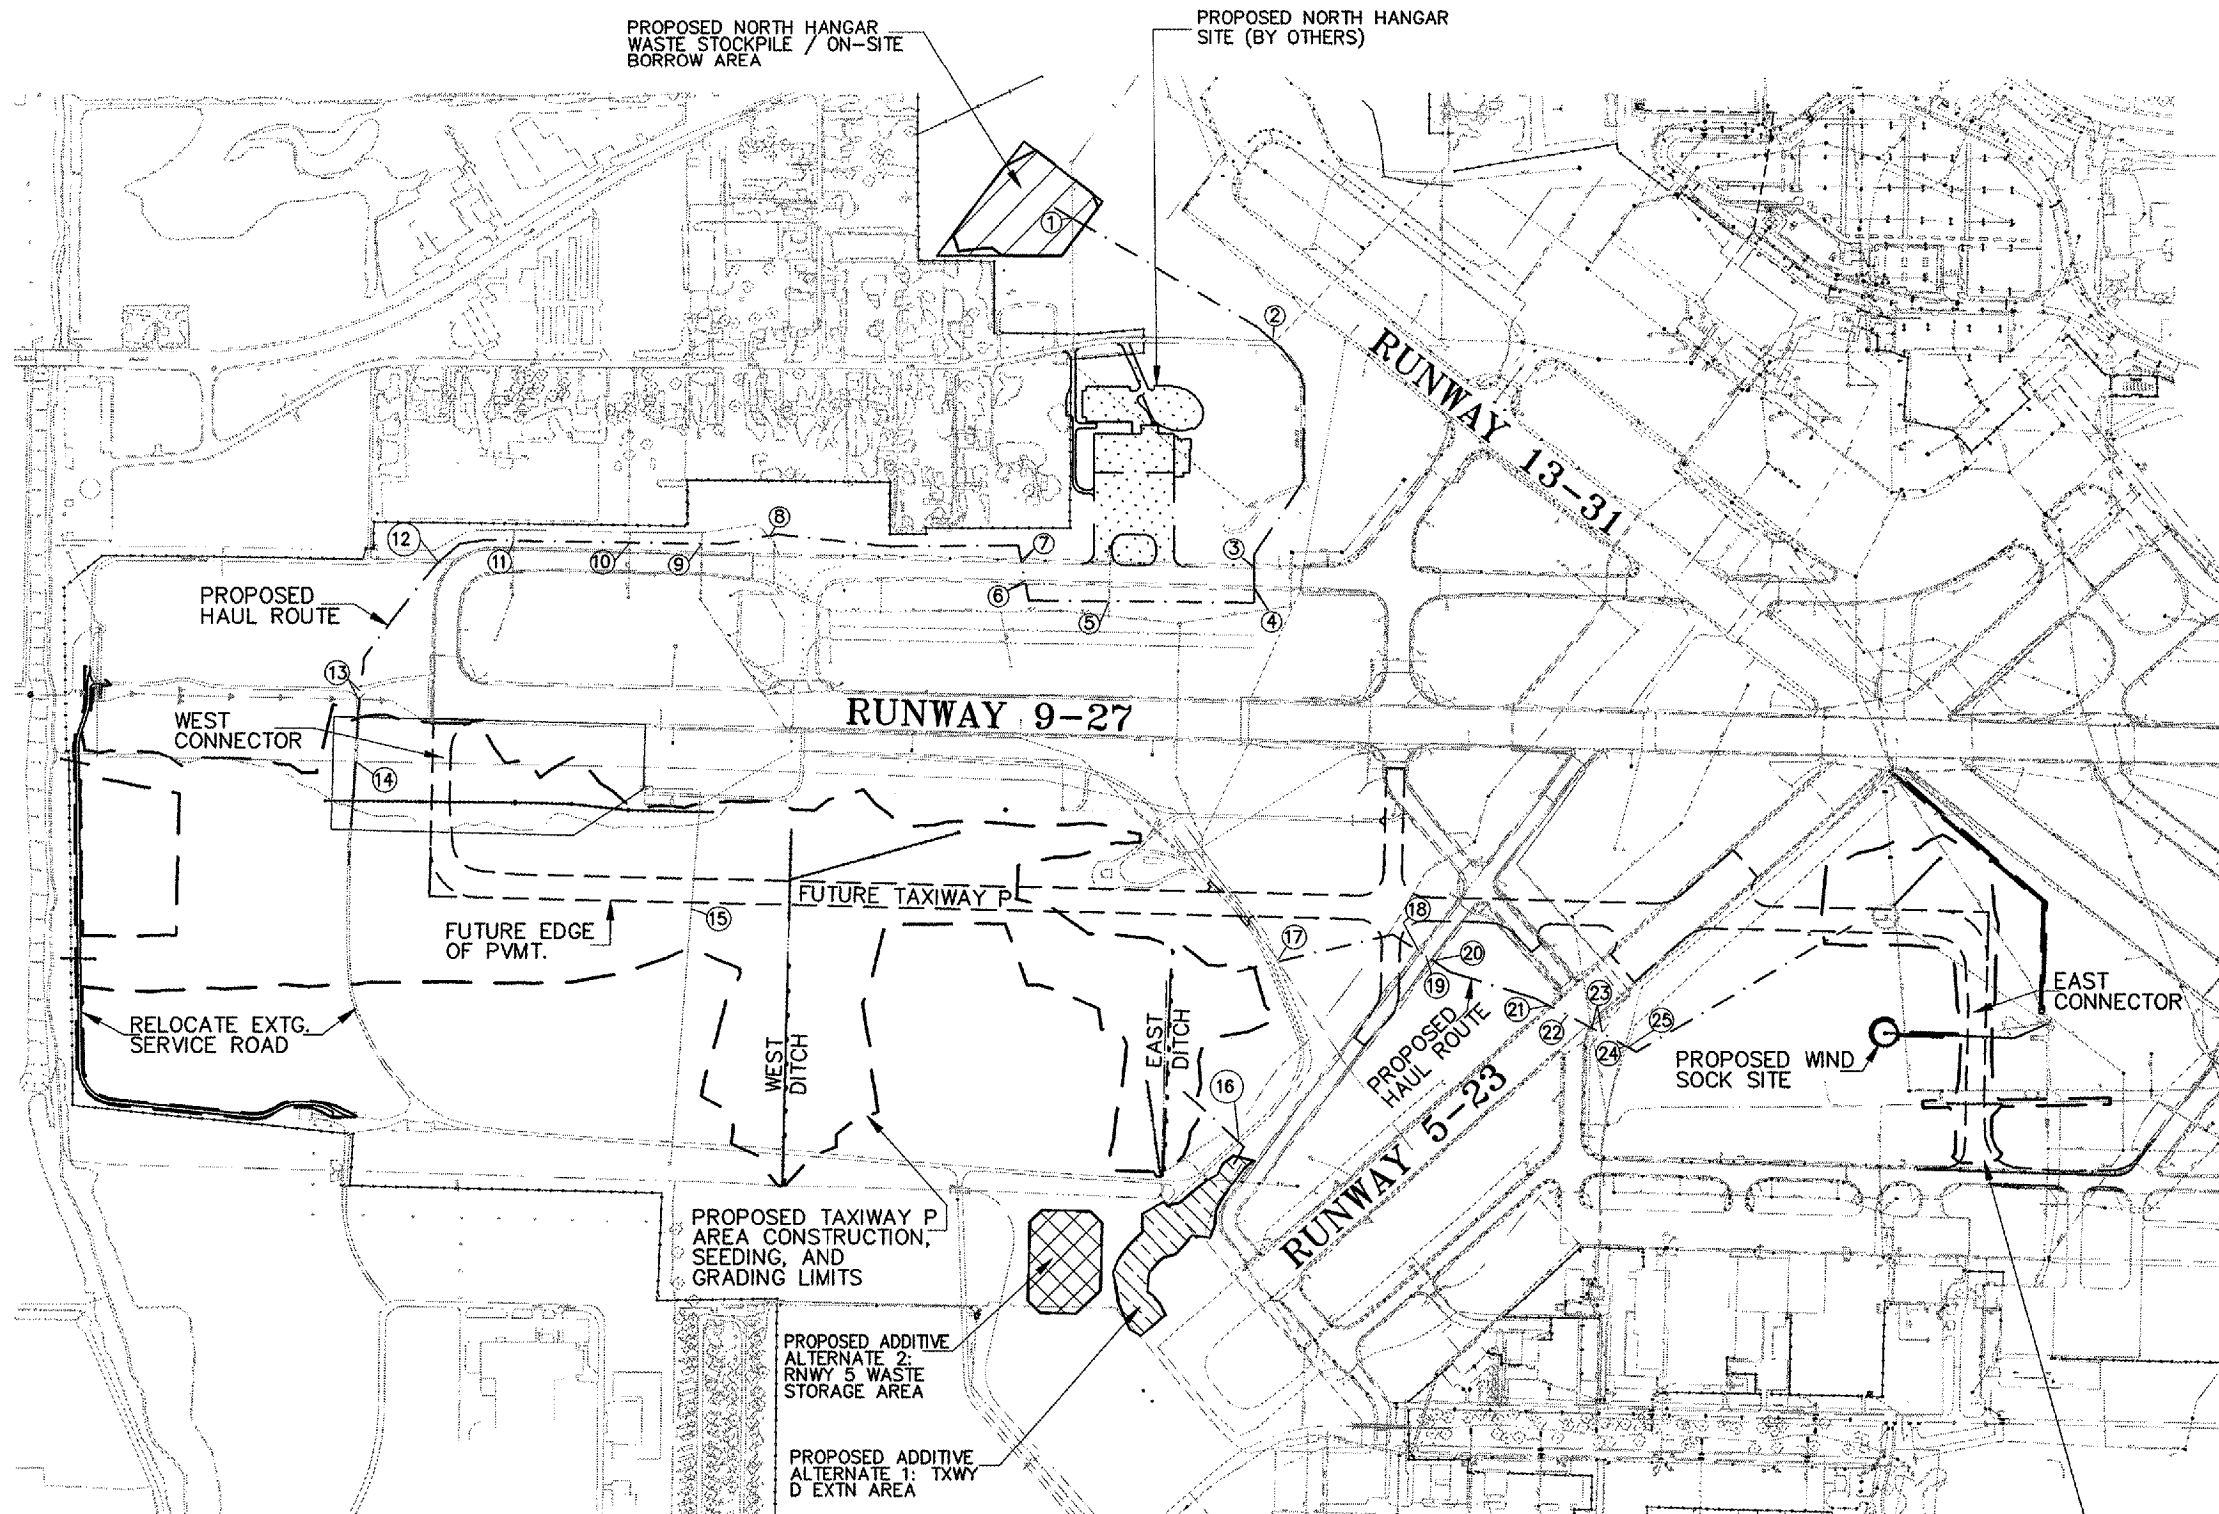 PROPOSED NORTH HANGAR
WASTE STOCKPILE / ON-SITE
BORROW AREA
PROPOSED NORTH HANGAR
SITE (BY OTHERS)
1
2
RUNWAY 13-31
3
4
5
6
7
8
9
10
11
12
PROPOSED
HAUL ROUTE
13
WEST
CONNECTOR
14
RUNWAY 9-27
FUTURE TAXIWAY P
15
FUTURE EDGE
OF PVMT.
RELOCATE EXTG.
SERVICE ROAD
WEST
DITCH
EAST
DITCH
16
17
18
19
20
21
22
23
24
25
PROPOSED
HAUL ROUTE
RUNWAY 5-23
EAST
CONNECTOR
PROPOSED WIND
SOCK SITE
PROPOSED TAXIWAY P
AREA CONSTRUCTION,
SEEDING, AND
GRADING LIMITS
PROPOSED ADDITIVE
ALTERNATE 2:
RNWY 5 WASTE
STORAGE AREA
PROPOSED ADDITIVE
ALTERNATE 1: TXWY
D EXTN AREA